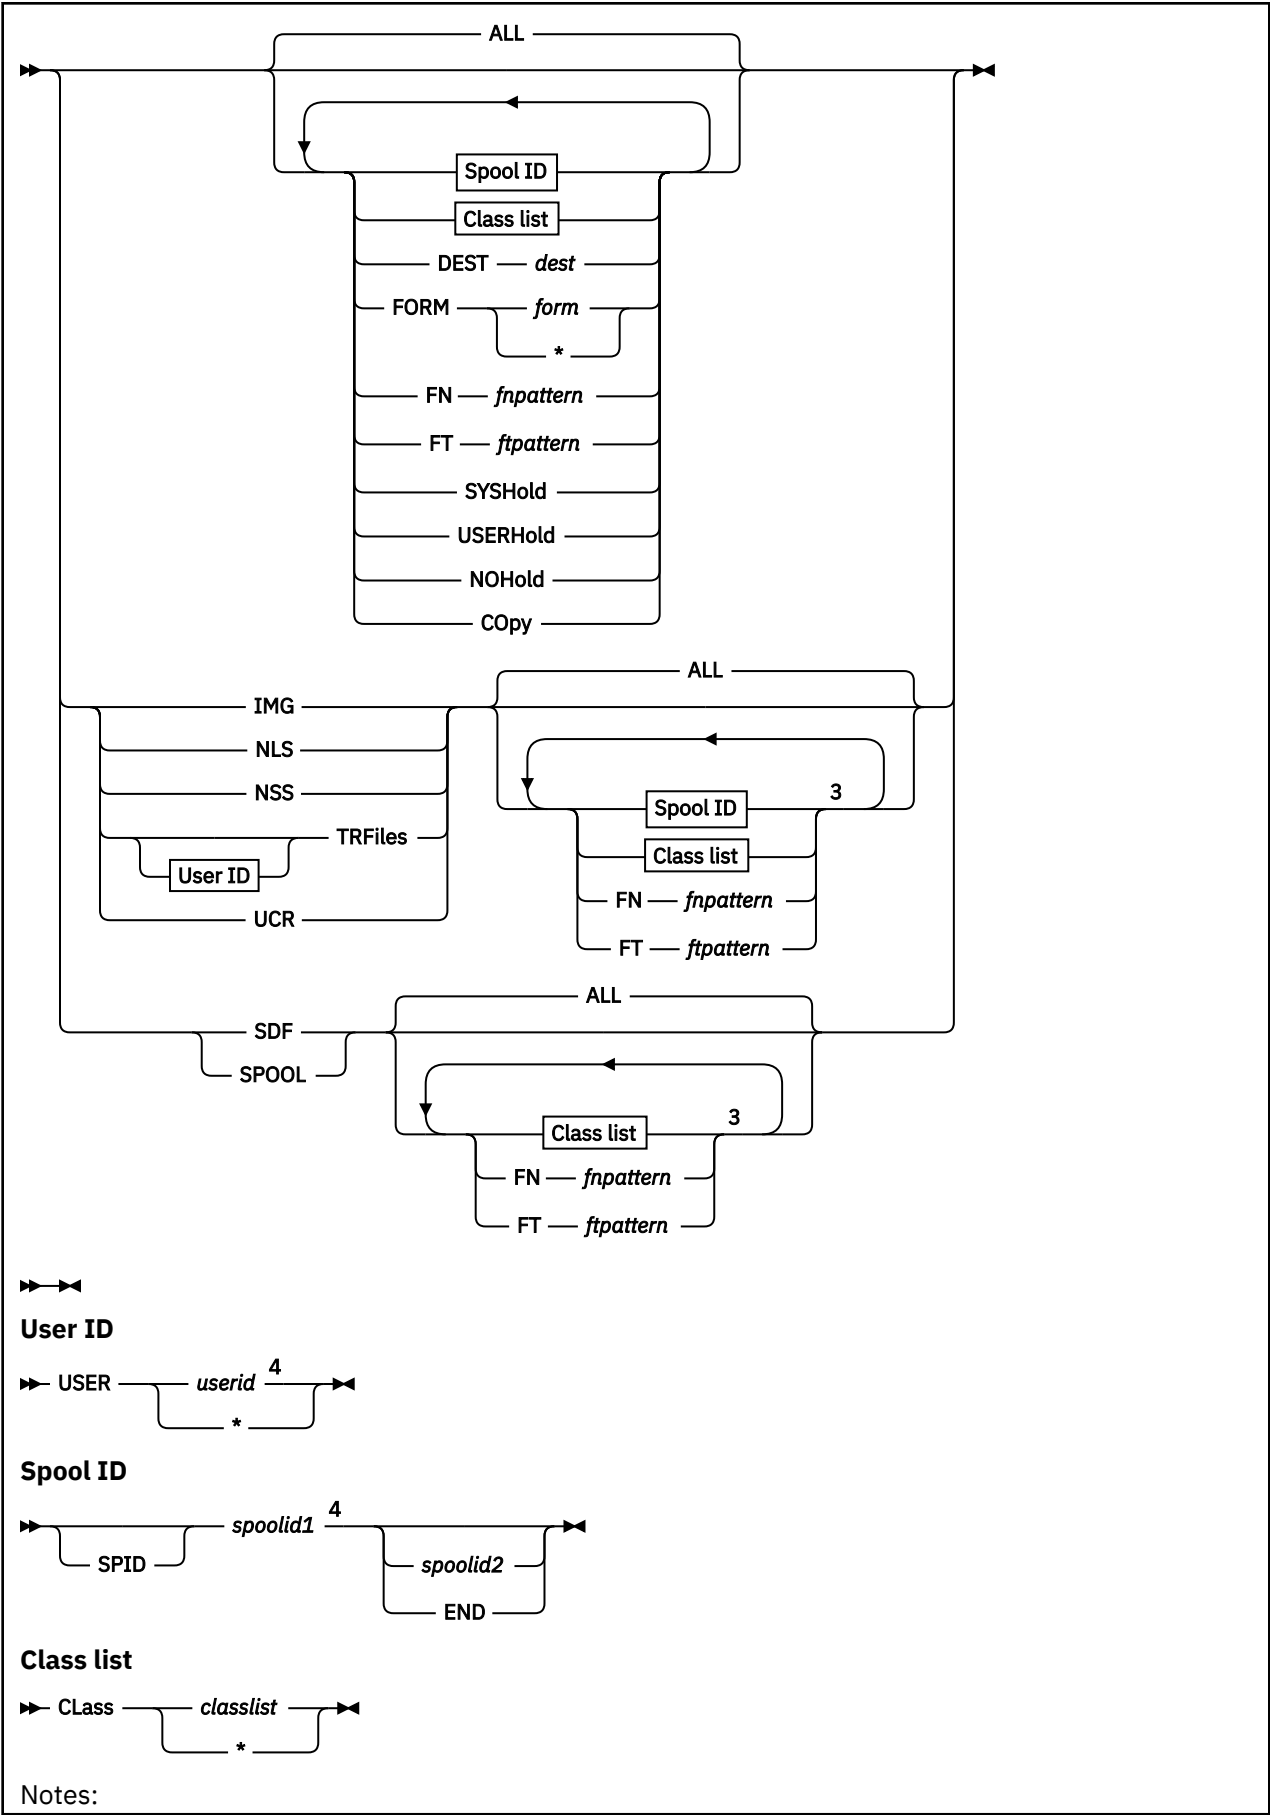 ALL
Spool ID
Class list
DEST dest
FORM form
*
FN fnpattern
FT ftpattern
SYSHold
USERHold
NOHold
COpy
ALL
IMG
NLS
NSS
3
Spool ID
TRFiles
Class list
User ID
FN fnpattern
UCR
FT ftpattern
ALL
SDF
SPOOL
3
Class list
FN fnpattern
FT ftpattern
User ID
4
USER userid
*
Spool ID
4
spoolid1
SPID spoolid2
END
Class list
CLass classlist
*
Notes: